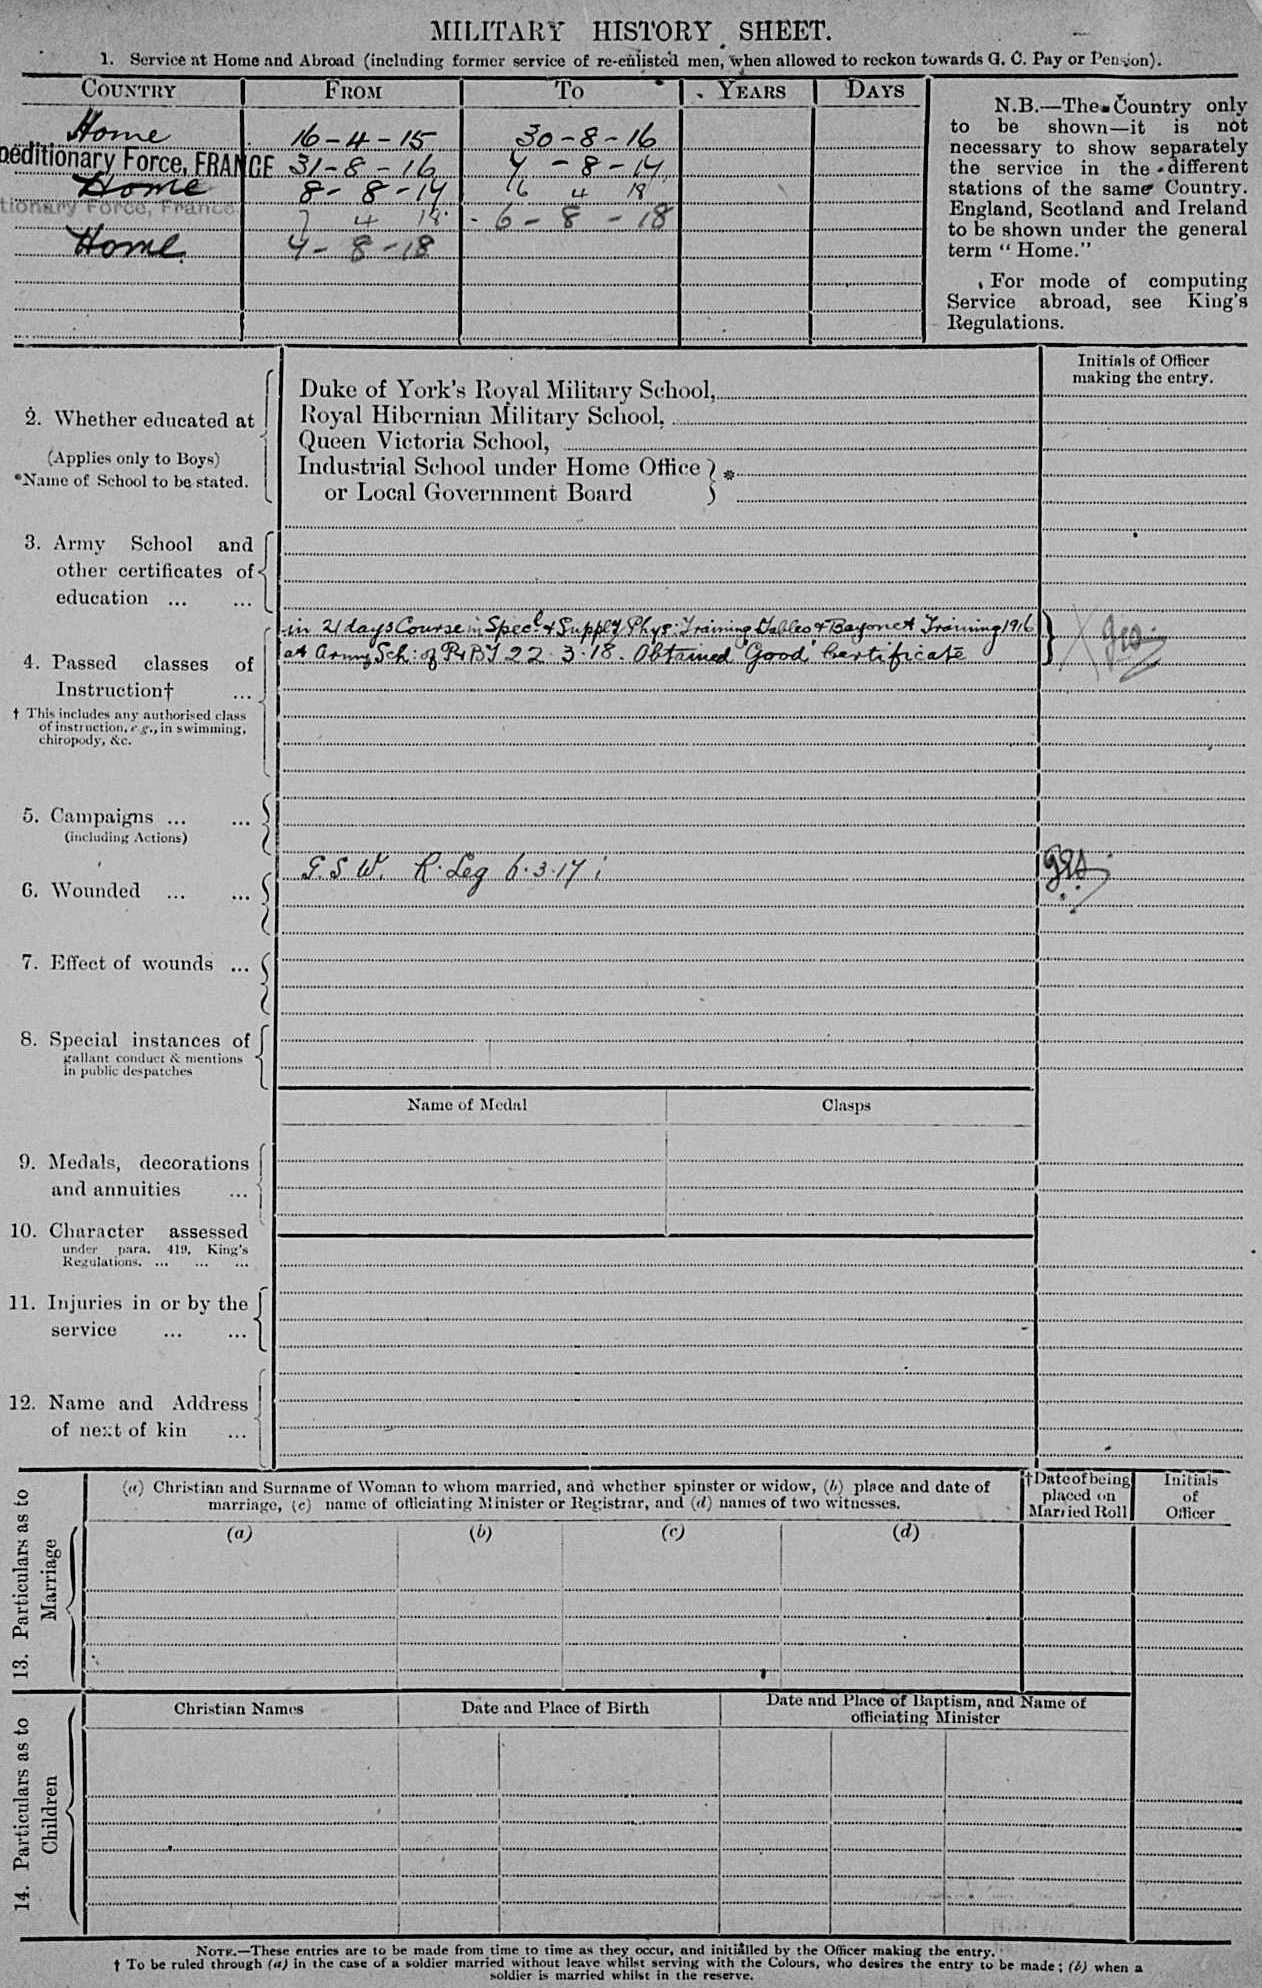 MILITARY HISTORY SHEET.
1. Service at Home and Abroad (including former service of re-enlisted men, when allowed to reckon towards G. C. Pay or Pension).
COUNTRY FROM TO YEARS DAYS
Home 16-4-15 30-8-16
peditionary Force, FRANCE 31-8-16 7-8-17
Home 8-8-17 6 4 18
tionary Force, France 7 4 18 6-8-18
Home 7-8-18
N.B.—The Country only
to be shown—it is not
necessary to show separately
the service in the different
stations of the same Country.
England, Scotland and Ireland
to be shown under the general
term “Home.”
For mode of computing
Service abroad, see King's
Regulations.
Initials of Officer
making the entry.
2. Whether educated at
(Applies only to Boys)
*Name of School to be stated.
Duke of York's Royal Military School,
Royal Hibernian Military School,
Queen Victoria School,
Industrial School under Home Office } *
or Local Government Board
3. Army School and
other certificates of
education ... ...
4. Passed classes of
Instruction† ...
† This includes any authorised class
of instruction, e.g., in swimming,
chiropody, &c.
in 21 days Course in Specl & Supply Phys: Training Tables & Bayonet Training 1916
at Army Sch: of P & BT 22.3.18. Obtained "Good" Certificate
5. Campaigns ... ...
(including Actions)
6. Wounded ... ...
G.S.W. R. Leg 6.3.17
7. Effect of wounds ...
8. Special instances of
gallant conduct & mentions
in public despatches
Name of Medal Clasps
9. Medals, decorations
and annuities ...
10. Character assessed
under para. 419, King's
Regulations. ... ... ...
11. Injuries in or by the
service ... ...
12. Name and Address
of next of kin ...
13. Particulars as to
Marriage
(a) Christian and Surname of Woman to whom married, and whether spinster or widow, (b) place and date of
marriage, (c) name of officiating Minister or Registrar, and (d) names of two witnesses.
†Date of being
placed on
Married Roll
Initials
of
Officer
(a) (b) (c) (d)
14. Particulars as to
Children
Christian Names Date and Place of Birth Date and Place of Baptism, and Name of
officiating Minister
NOTE.—These entries are to be made from time to time as they occur, and initialled by the Officer making the entry.
† To be ruled through (a) in the case of a soldier married without leave whilst serving with the Colours, who desires the entry to be made; (b) when a
soldier is married whilst in the reserve.